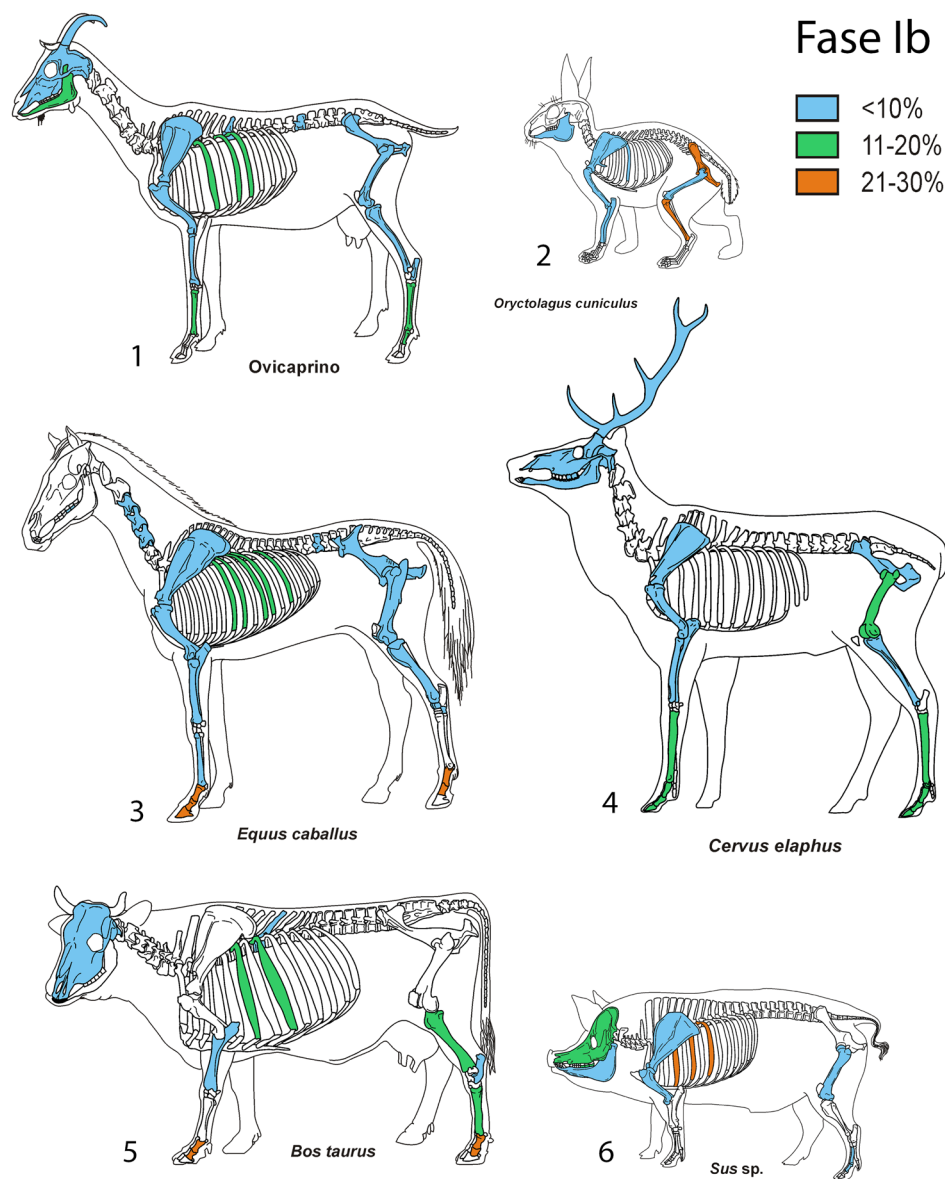 Fase Ib
<10%
11-20%
21-30%
1
Ovicaprino
2
Oryctolagus cuniculus
3
Equus caballus
4
Cervus elaphus
5
Bos taurus
6
Sus sp.